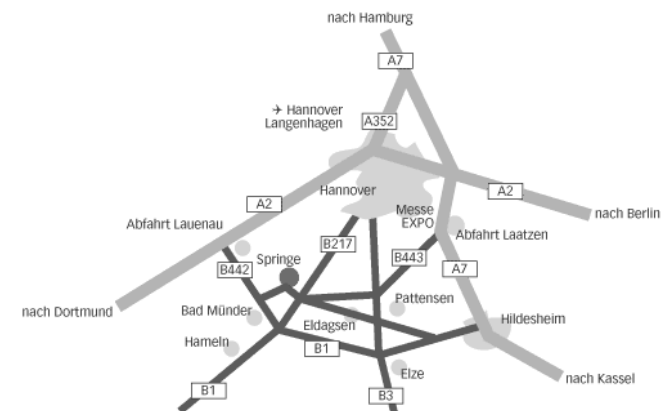 nach Hamburg
A7
✈ Hannover
Langenhagen
A352
Hannover
A2
A2
nach Berlin
Messe
EXPO
Abfahrt Lauenau
Abfahrt Laatzen
B217
B443
A7
B442
Springe
nach Dortmund
Bad Münder
Pattensen
Eldagsen
Hildesheim
Hameln
B1
Elze
nach Kassel
B1
B3